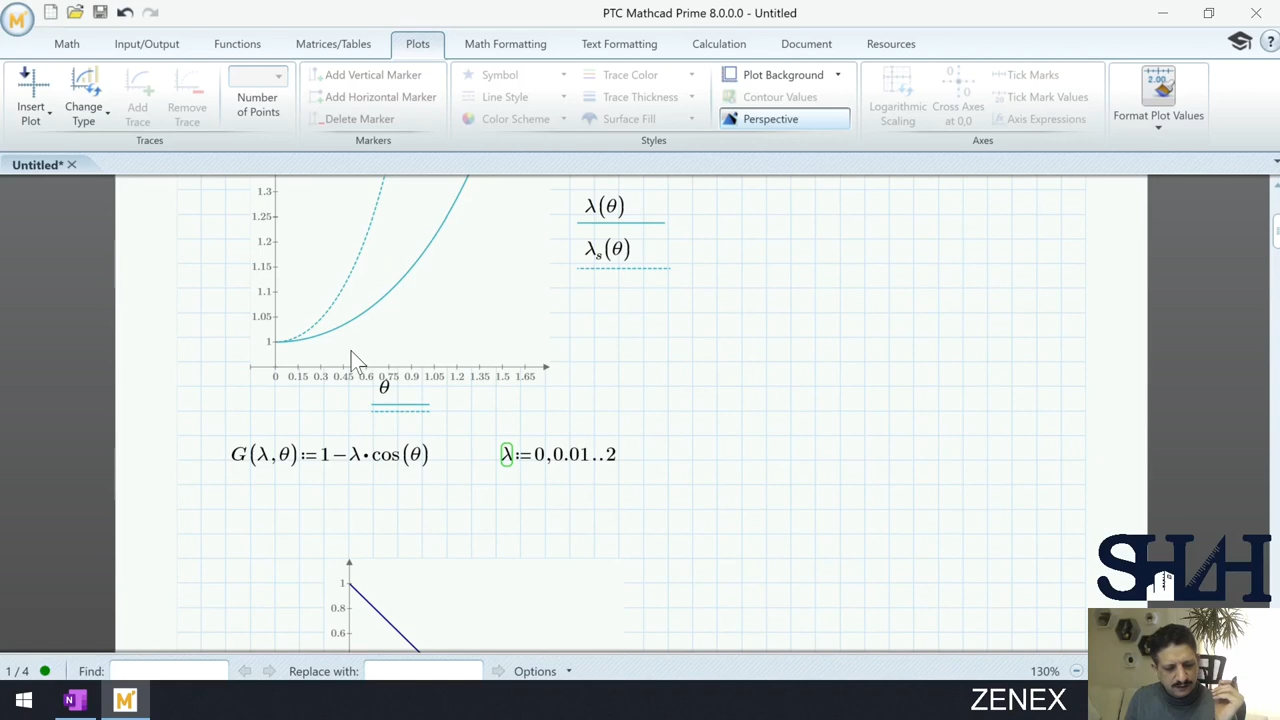 PTC Mathcad Prime 8.0.0.0 - Untitled
Math Input/Output Functions Matrices/Tables Plots Math Formatting Text Formatting Calculation Document Resources
Insert Plot
Change Type
Add Trace
Remove Trace
Traces
Number of Points
Add Vertical Marker
Add Horizontal Marker
Delete Marker
Markers
Symbol
Line Style
Color Scheme
Trace Color
Trace Thickness
Surface Fill
Plot Background
Contour Values
Perspective
Styles
Logarithmic Scaling
Cross Axes at 0,0
Tick Marks
Tick Mark Values
Axis Expressions
Axes
2.00
Format Plot Values
Untitled*
1.3
1.25
1.2
1.15
1.1
1.05
1
0 0.15 0.3 0.45 0.6 0.75 0.9 1.05 1.2 1.35 1.5 1.65
θ
λ(θ)
λs(θ)
G(λ,θ):=1−λ•cos(θ) λ:=0,0.01..2
1
0.8
0.6
SHAH
1 / 4 Find: Replace with: Options 130%
ZENEX